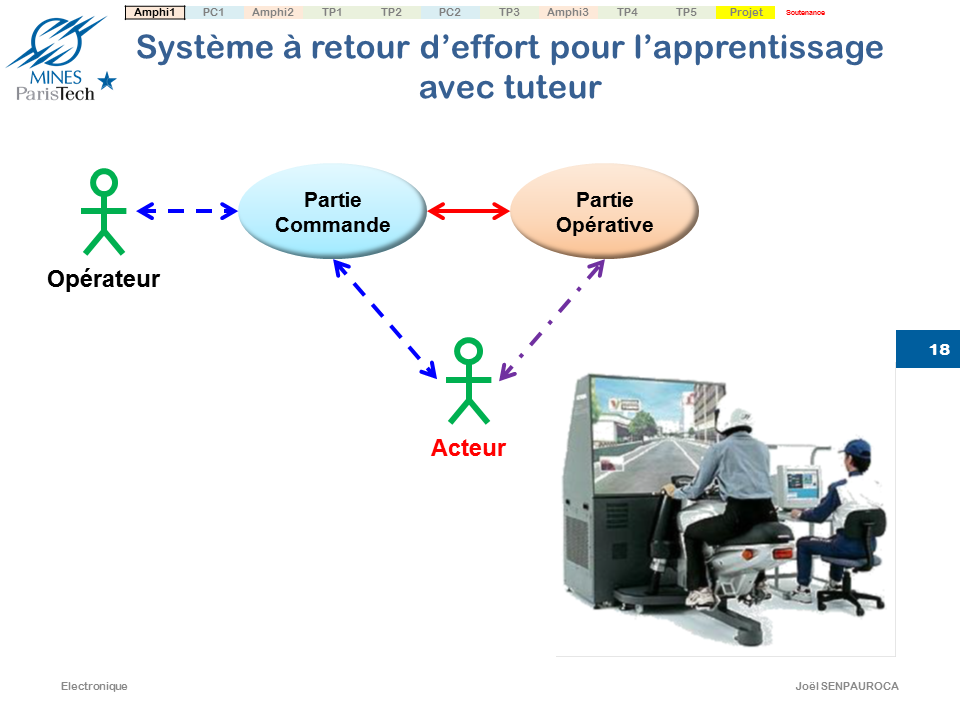 Amphi1 PC1 Amphi2 TP1 TP2 PC2 TP3 Amphi3 TP4 TP5 Projet Soutenance
MINES
ParisTech
Système à retour d’effort pour l’apprentissage
avec tuteur
Partie
Commande
Partie
Opérative
Opérateur
18
Acteur
Electronique
Joël SENPAUROCA